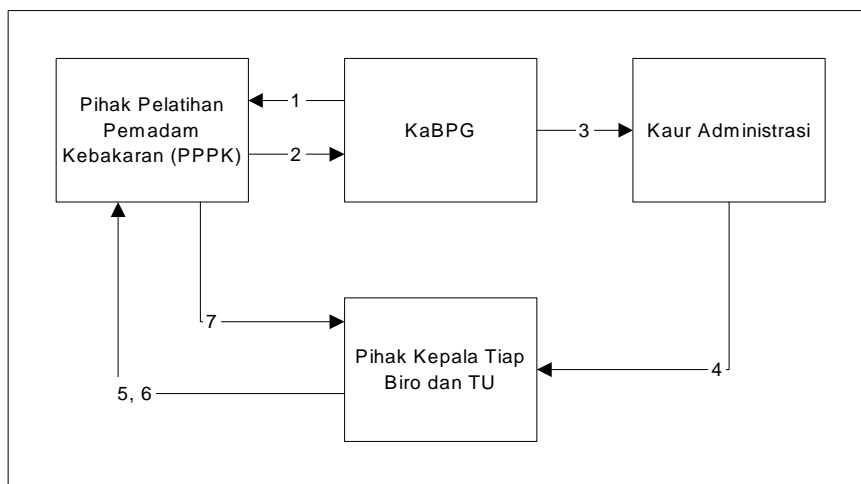 Pihak Pelatihan
Pemadam
Kebakaran (PPPK)
1
2
KaBPG
3
Kaur Administrasi
7
Pihak Kepala Tiap
Biro dan TU
4
5, 6